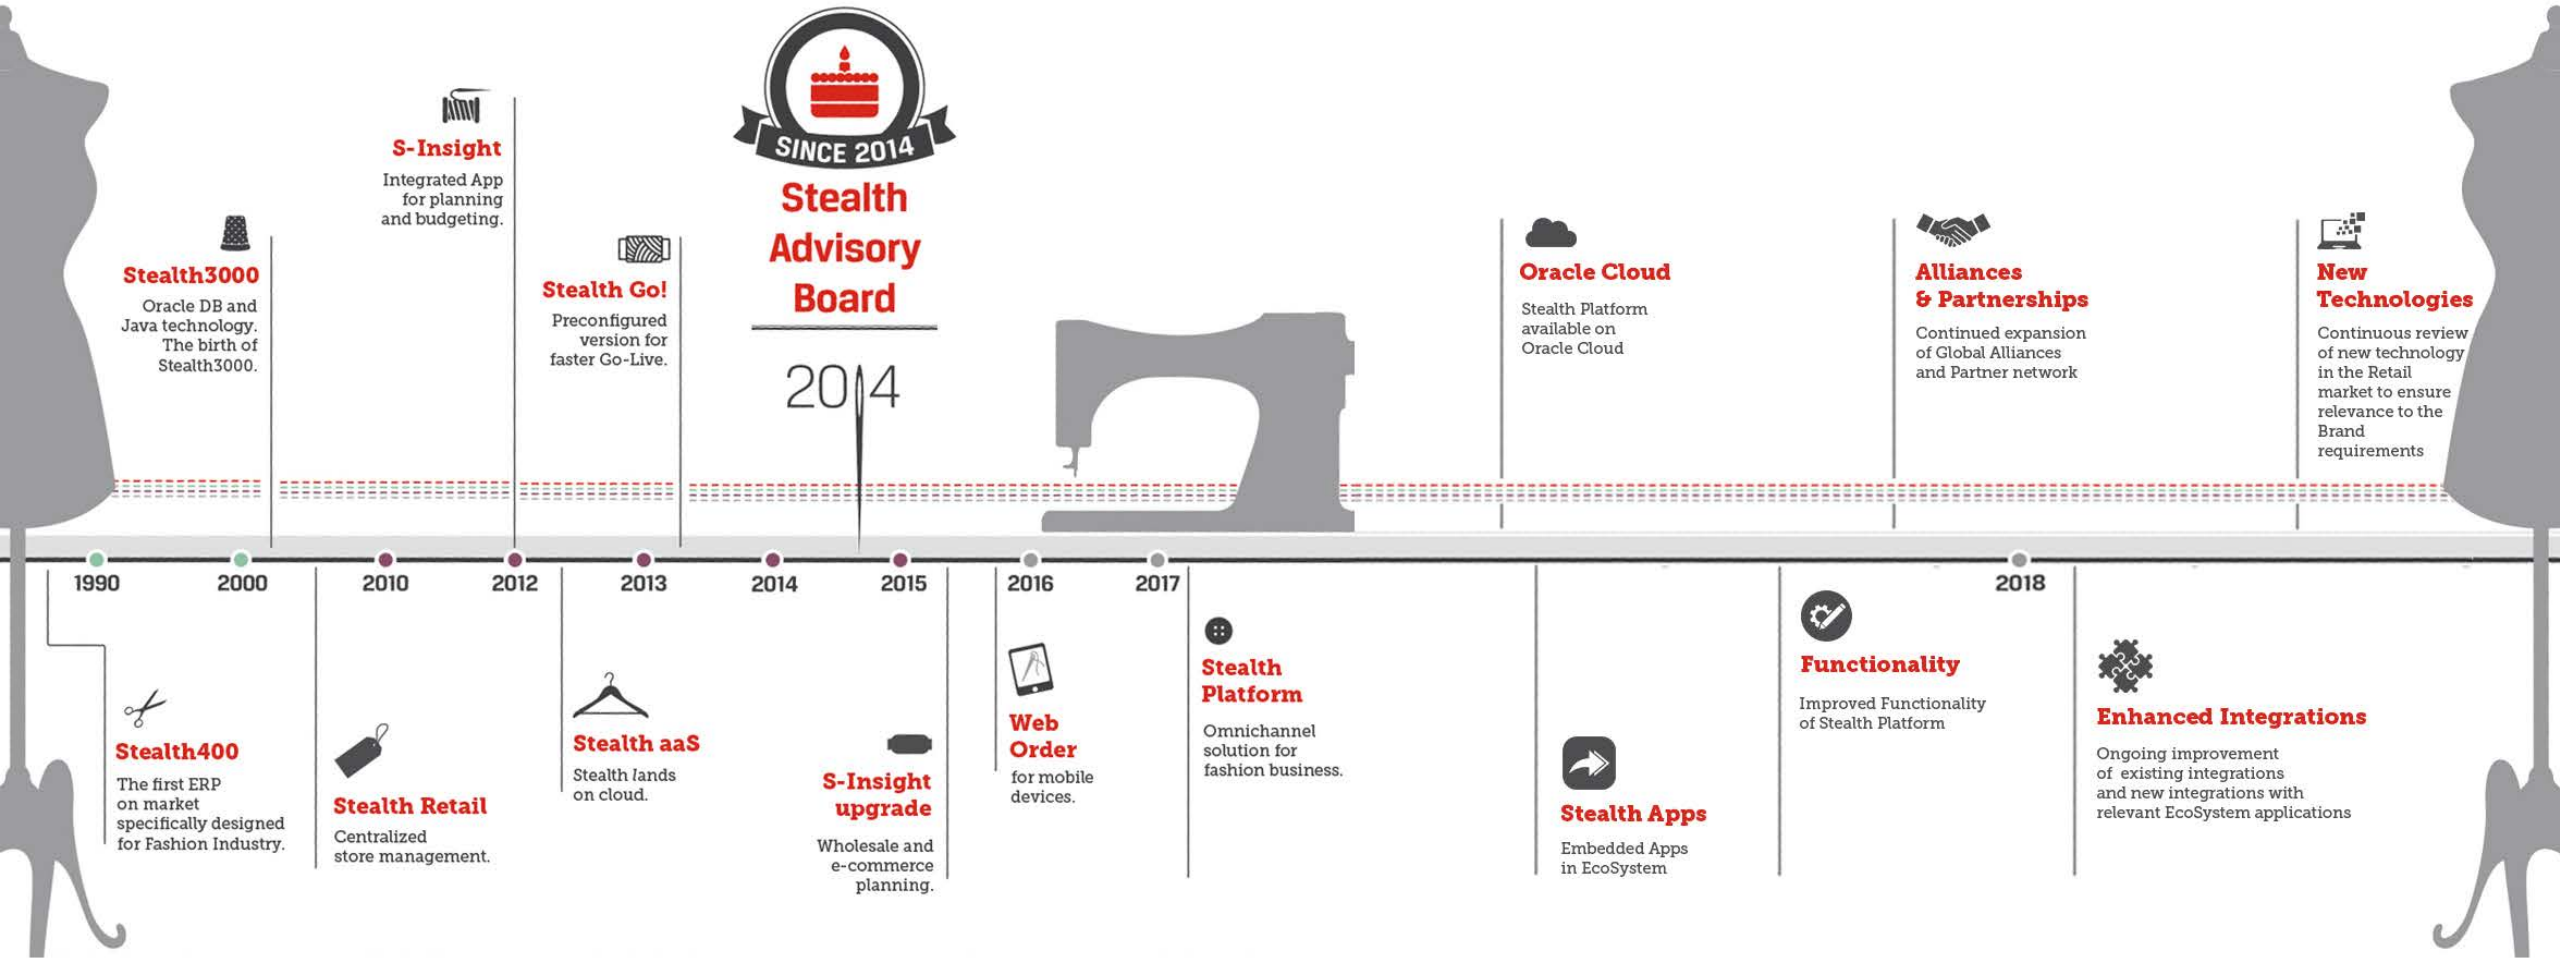 SINCE 2014
Stealth
Advisory
Board
2014
S-Insight
Integrated App
for planning
and budgeting.
Stealth3000
Oracle DB and
Java technology.
The birth of
Stealth3000.
Stealth Go!
Preconfigured
version for
faster Go-Live.
Oracle Cloud
Stealth Platform
available on
Oracle Cloud
Alliances
& Partnerships
Continued expansion
of Global Alliances
and Partner network
New
Technologies
Continuous review
of new technology
in the Retail
market to ensure
relevance to the
Brand
requirements
1990 2000 2010 2012 2013 2014 2015 2016 2017 2018
Stealth400
The first ERP
on market
specifically designed
for Fashion Industry.
Stealth Retail
Centralized
store management.
Stealth aaS
Stealth lands
on cloud.
S-Insight
upgrade
Wholesale and
e-commerce
planning.
Web
Order
for mobile
devices.
Stealth
Platform
Omnichannel
solution for
fashion business.
Stealth Apps
Embedded Apps
in EcoSystem
Functionality
Improved Functionality
of Stealth Platform
Enhanced Integrations
Ongoing improvement
of existing integrations
and new integrations with
relevant EcoSystem applications